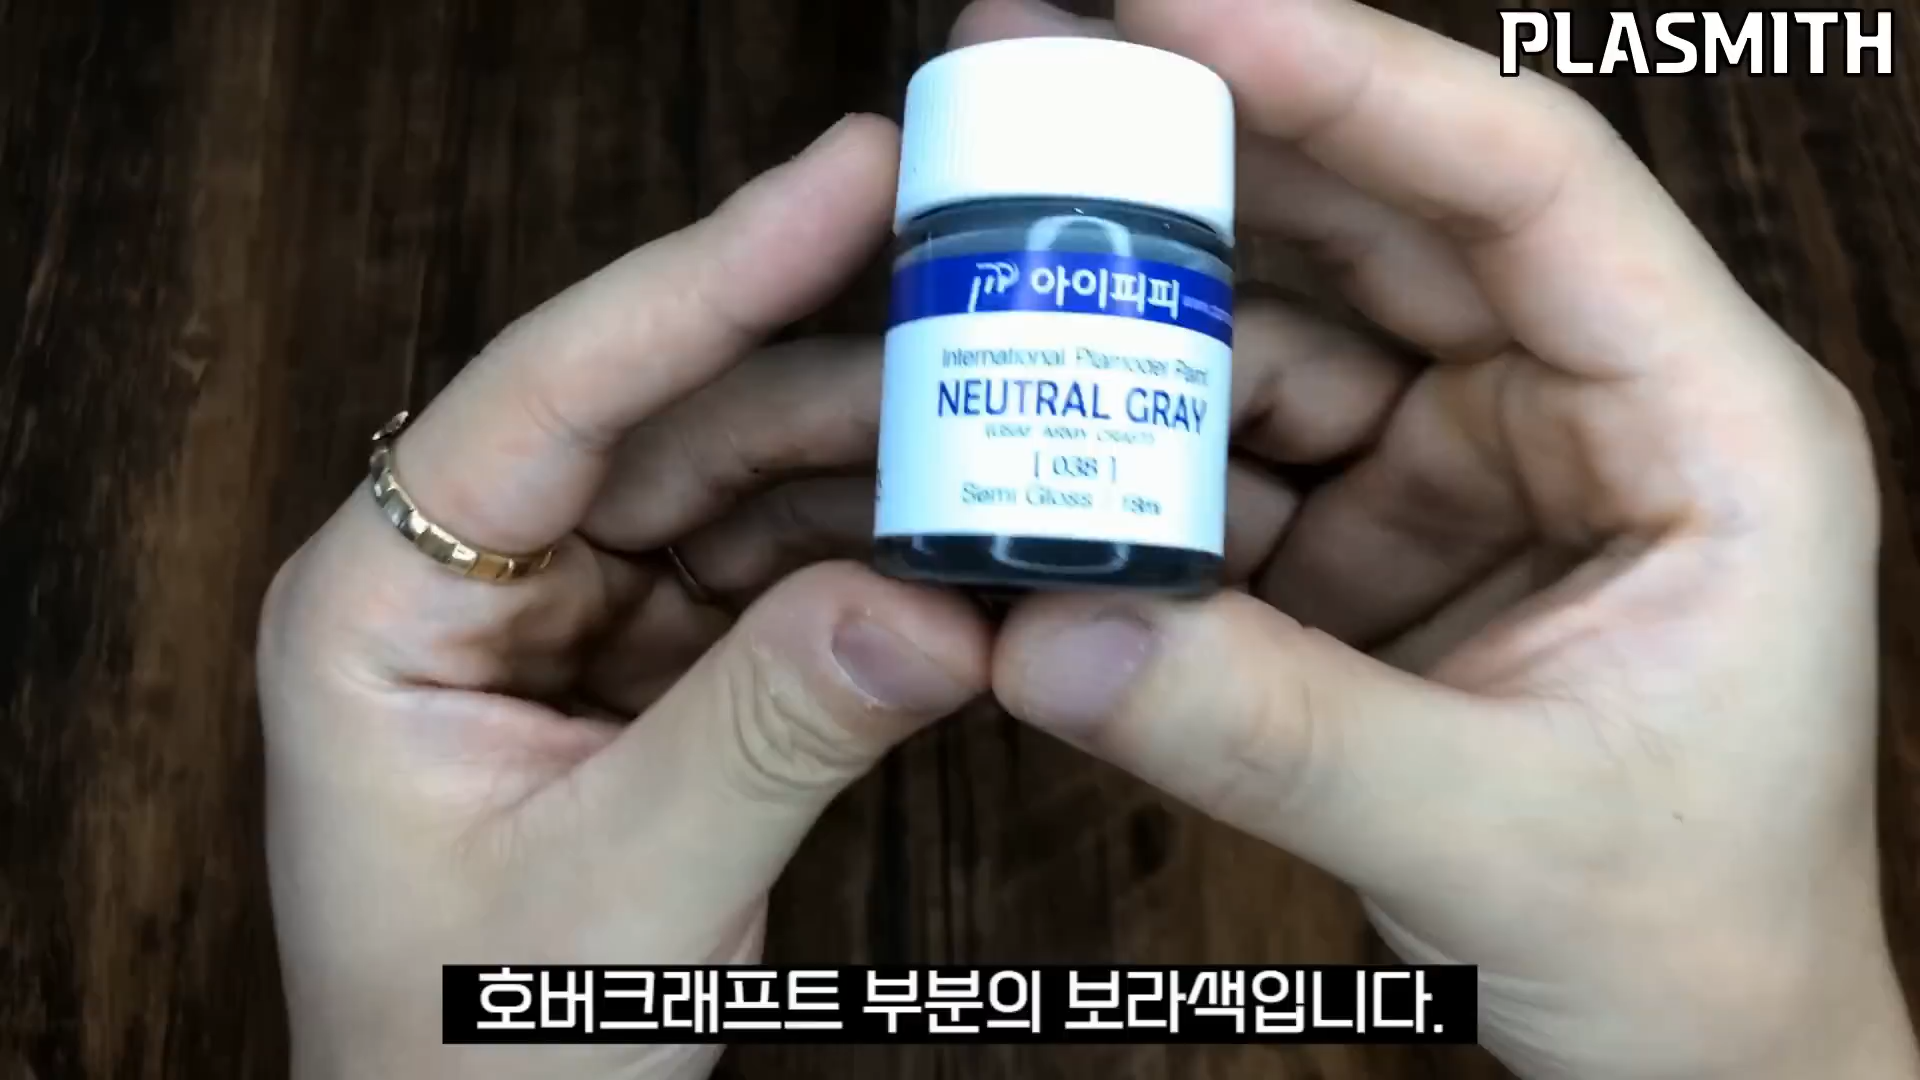 PLASMITH
IPP 아이피피
International Plamodel Paint
NEUTRAL GRAY
[ 038 ]
Semi Gloss
호버크래프트 부분의 보라색입니다.